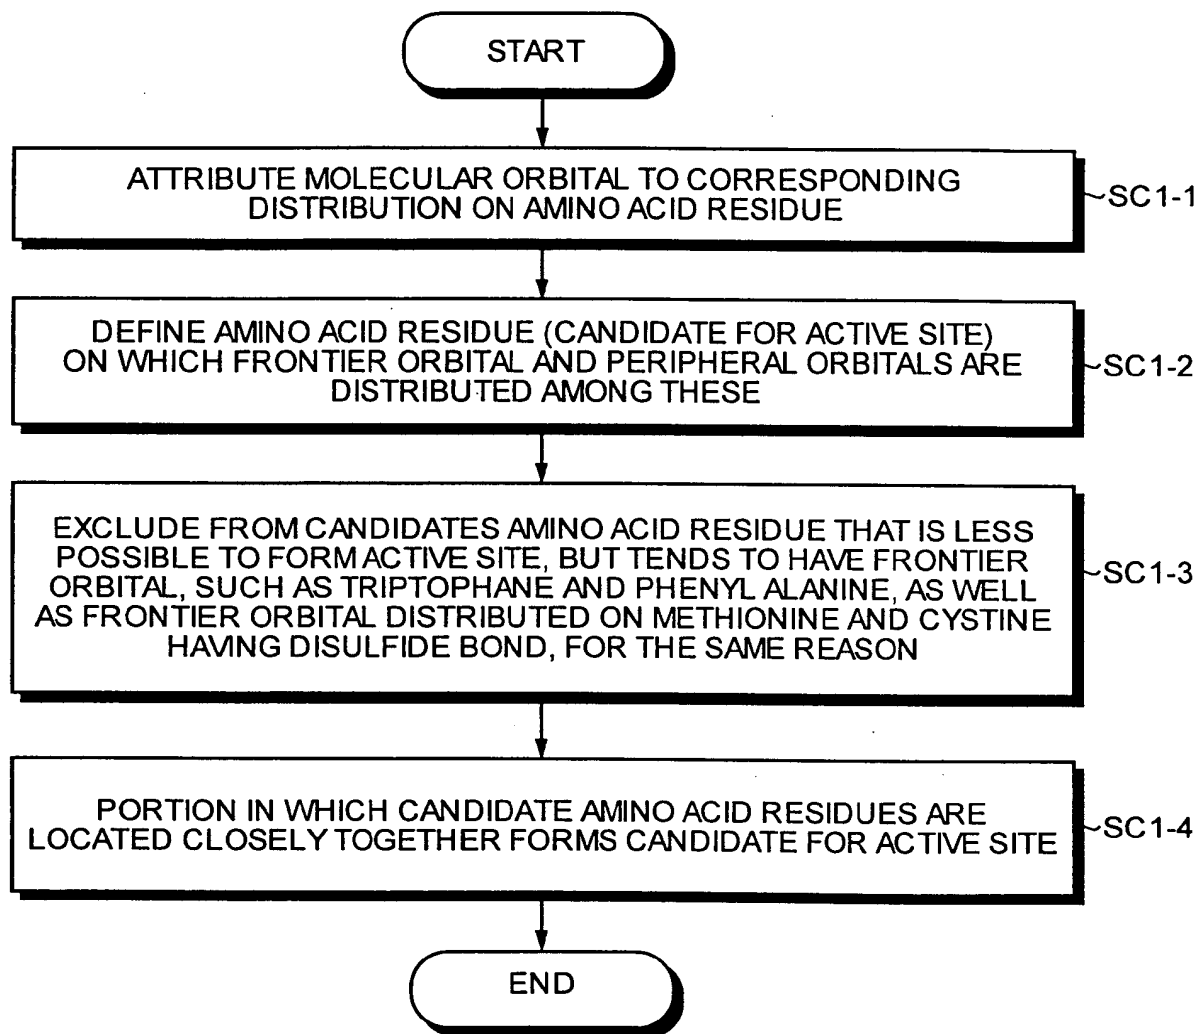 START
ATTRIBUTE MOLECULAR ORBITAL TO CORRESPONDING
DISTRIBUTION ON AMINO ACID RESIDUE
SC1-1
DEFINE AMINO ACID RESIDUE (CANDIDATE FOR ACTIVE SITE)
ON WHICH FRONTIER ORBITAL AND PERIPHERAL ORBITALS ARE
DISTRIBUTED AMONG THESE
SC1-2
EXCLUDE FROM CANDIDATES AMINO ACID RESIDUE THAT IS LESS
POSSIBLE TO FORM ACTIVE SITE, BUT TENDS TO HAVE FRONTIER
ORBITAL, SUCH AS TRIPTOPHANE AND PHENYL ALANINE, AS WELL
AS FRONTIER ORBITAL DISTRIBUTED ON METHIONINE AND CYSTINE
HAVING DISULFIDE BOND, FOR THE SAME REASON
SC1-3
PORTION IN WHICH CANDIDATE AMINO ACID RESIDUES ARE
LOCATED CLOSELY TOGETHER FORMS CANDIDATE FOR ACTIVE SITE
SC1-4
END